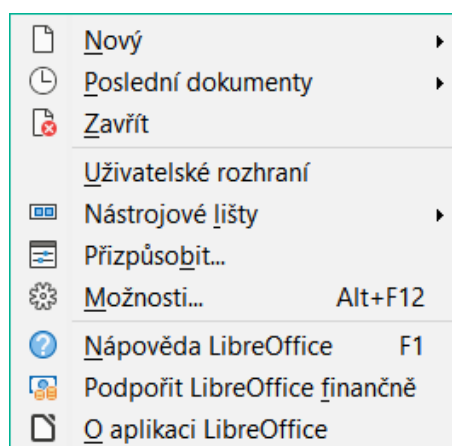 Nový
Poslední dokumenty
Zavřít
Uživatelské rozhraní
Nástrojové lišty
Přizpůsobit...
Možnosti... Alt+F12
Nápověda LibreOffice F1
Podpořit LibreOffice finančně
O aplikaci LibreOffice